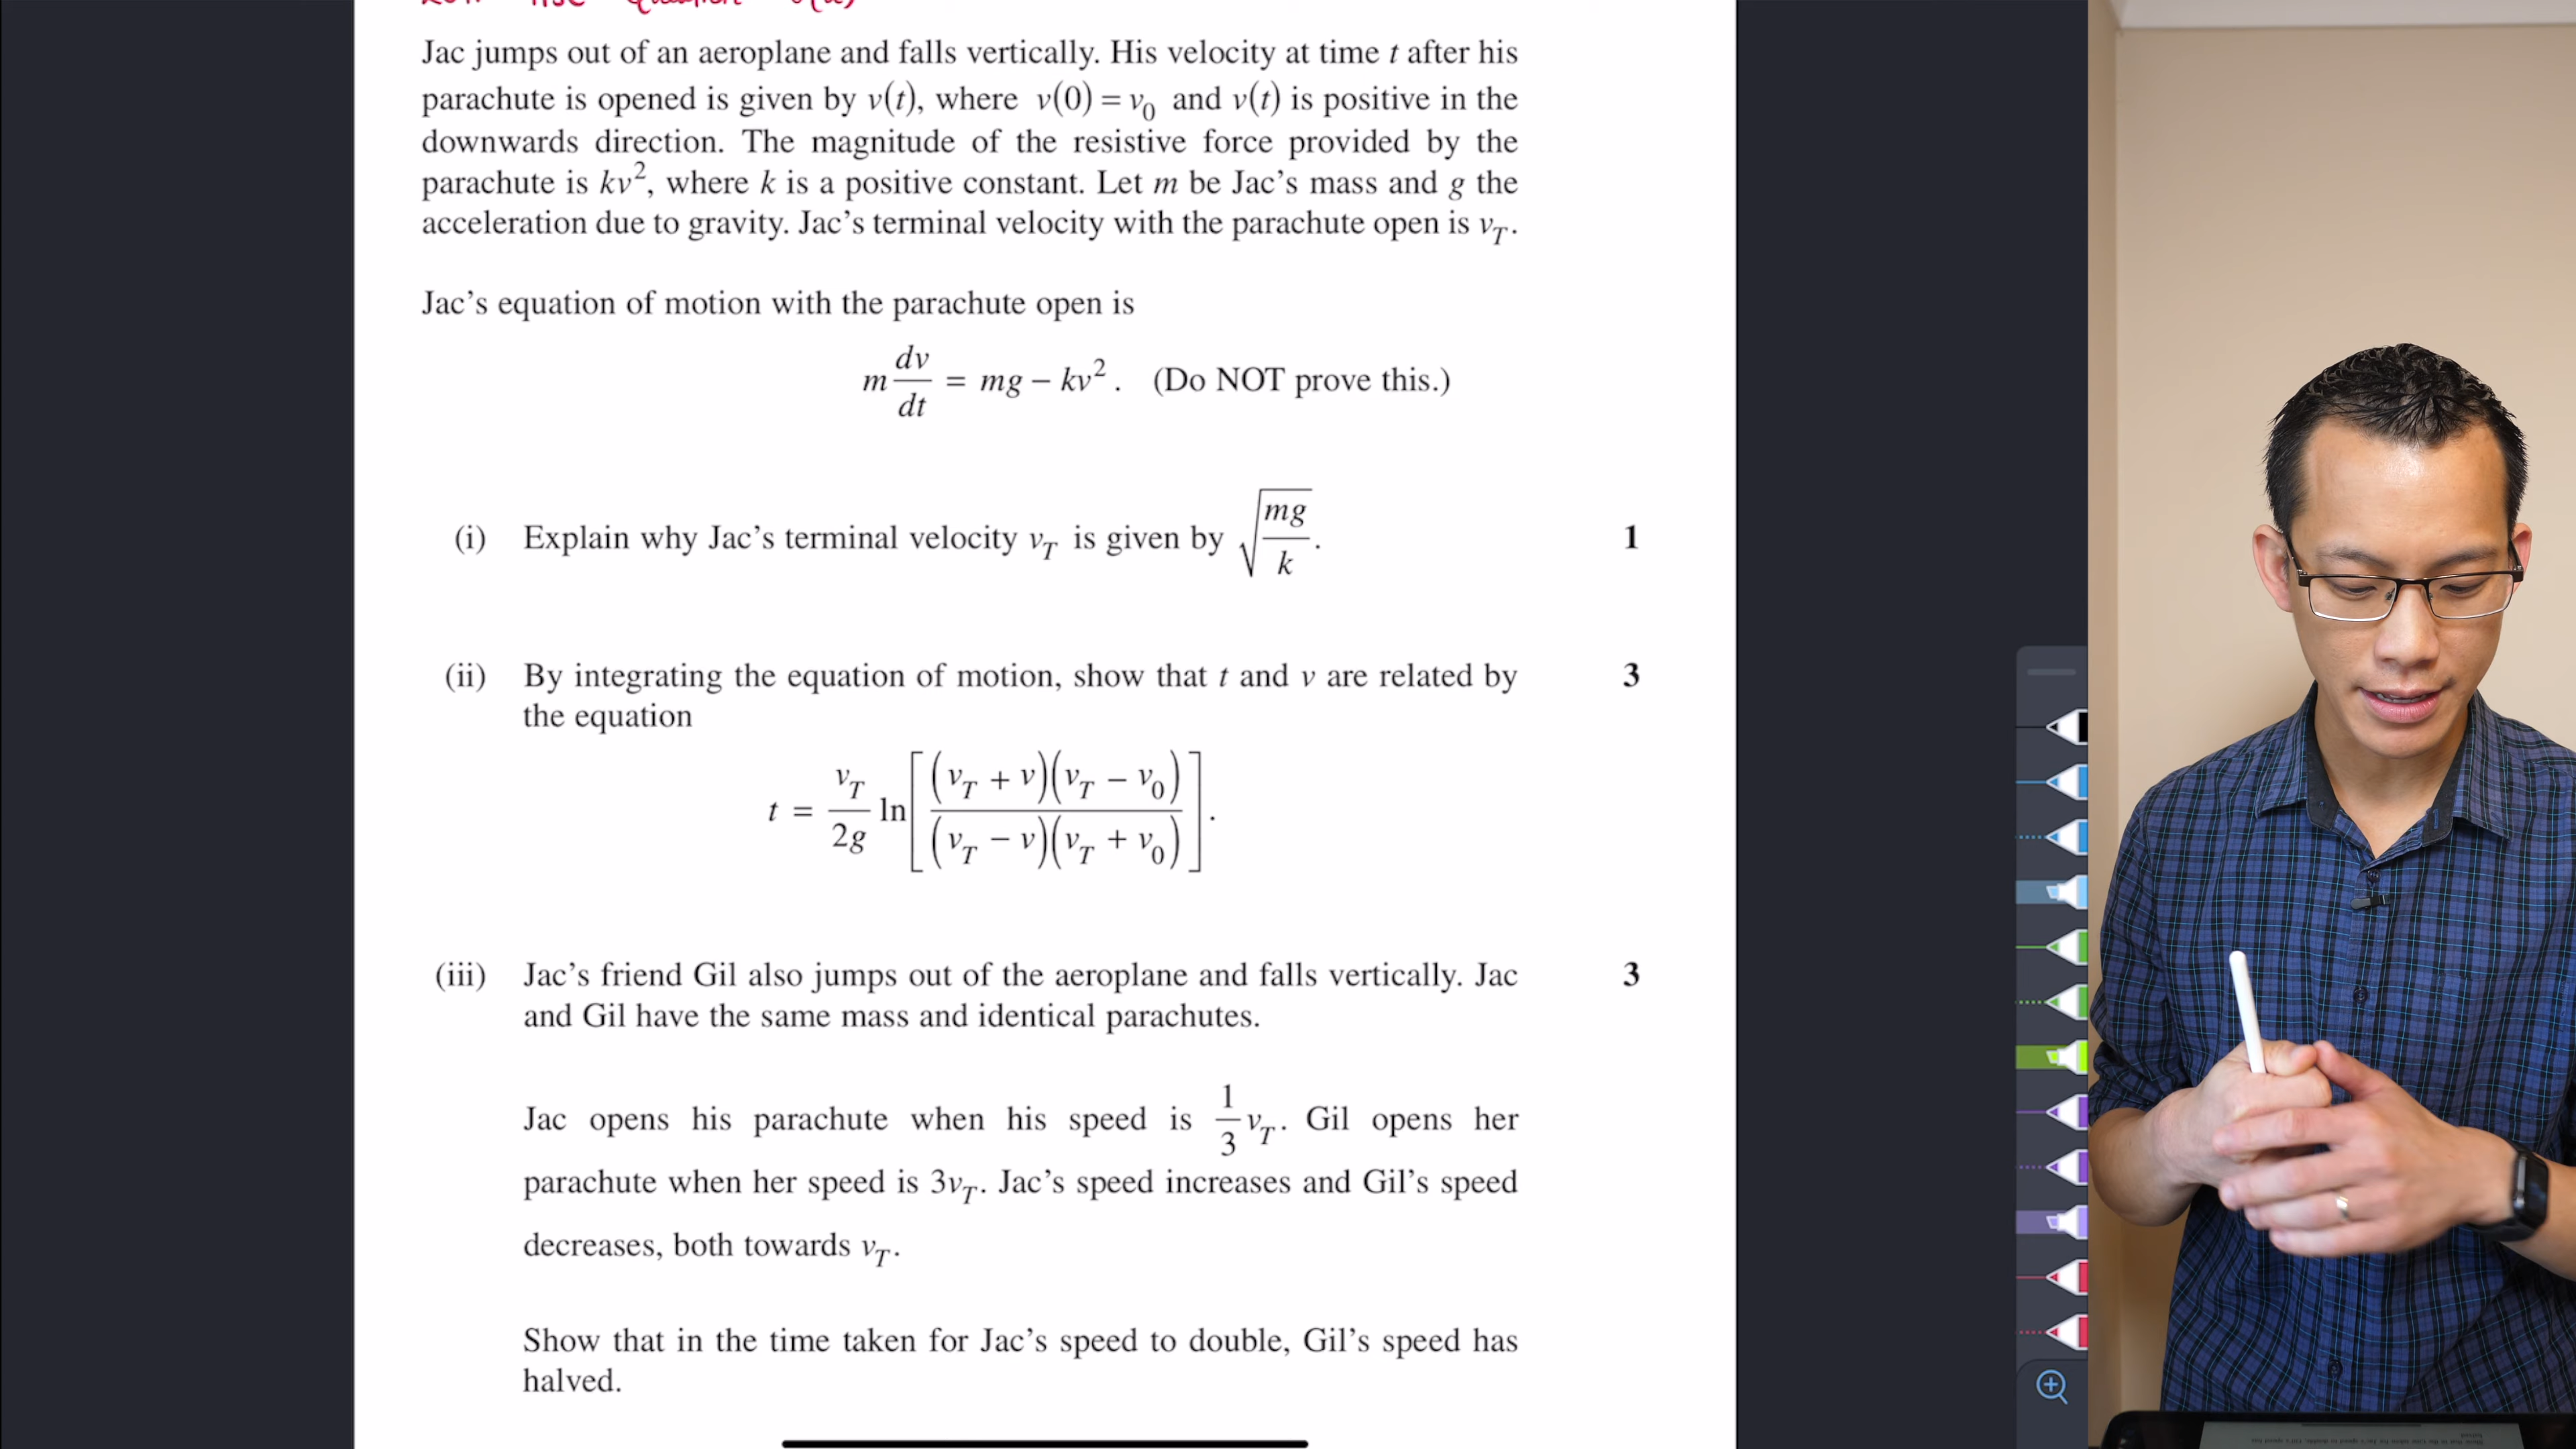 Jac jumps out of an aeroplane and falls vertically. His velocity at time t after his
parachute is opened is given by v(t), where v(0) = v₀ and v(t) is positive in the
downwards direction. The magnitude of the resistive force provided by the
parachute is kv², where k is a positive constant. Let m be Jac’s mass and g the
acceleration due to gravity. Jac’s terminal velocity with the parachute open is v_T.
Jac’s equation of motion with the parachute open is
m dv/dt = mg − kv². (Do NOT prove this.)
(i) Explain why Jac’s terminal velocity v_T is given by √(mg/k). 1
(ii) By integrating the equation of motion, show that t and v are related by 3
the equation
t = v_T/2g ln[(v_T + v)(v_T − v₀)/(v_T − v)(v_T + v₀)].
(iii) Jac’s friend Gil also jumps out of the aeroplane and falls vertically. Jac 3
and Gil have the same mass and identical parachutes.
Jac opens his parachute when his speed is 1/3 v_T. Gil opens her
parachute when her speed is 3v_T. Jac’s speed increases and Gil’s speed
decreases, both towards v_T.
Show that in the time taken for Jac’s speed to double, Gil’s speed has
halved.